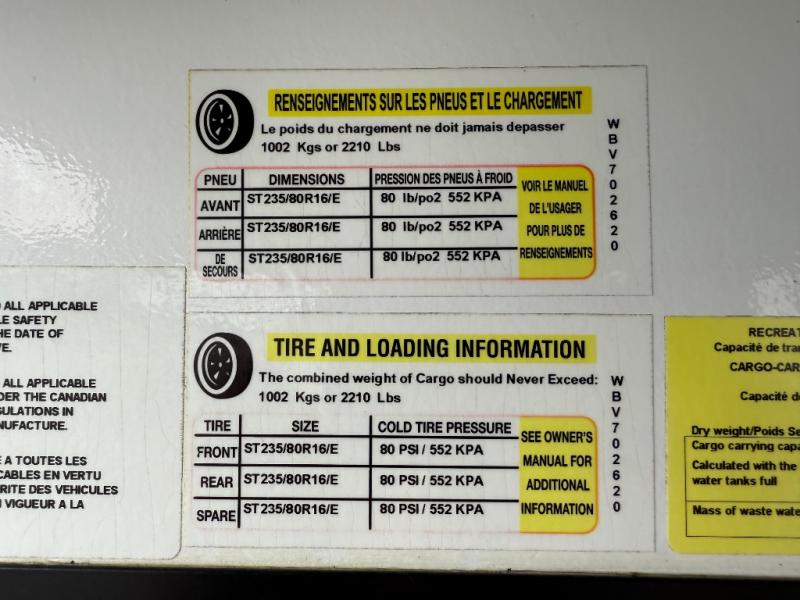 RENSEIGNEMENTS SUR LES PNEUS ET LE CHARGEMENT
Le poids du chargement ne doit jamais depasser
1002 Kgs or 2210 Lbs
PNEU DIMENSIONS PRESSION DES PNEUS À FROID
AVANT ST235/80R16/E 80 lb/po2 552 KPA
ARRIÈRE ST235/80R16/E 80 lb/po2 552 KPA
DE SECOURS ST235/80R16/E 80 lb/po2 552 KPA
VOIR LE MANUEL
DE L'USAGER
POUR PLUS DE
RENSEIGNEMENTS
WBV702620
ALL APPLICABLE
SAFETY
THE DATE OF
ALL APPLICABLE
THE CANADIAN
IN
A TOUTES LES
EN VERTU
DES VEHICULES
VIGUEUR A LA
TIRE AND LOADING INFORMATION
The combined weight of Cargo should Never Exceed:
1002 Kgs or 2210 Lbs
TIRE SIZE COLD TIRE PRESSURE
FRONT ST235/80R16/E 80 PSI / 552 KPA
REAR ST235/80R16/E 80 PSI / 552 KPA
SPARE ST235/80R16/E 80 PSI / 552 KPA
SEE OWNER'S
MANUAL FOR
ADDITIONAL
INFORMATION
WBV702620
RECREAT
Capacité de tra
CARGO-CAR
Capacité d
Dry weight/Poids Se
Cargo carrying capa
Calculated with the
water tanks full
Mass of waste wate